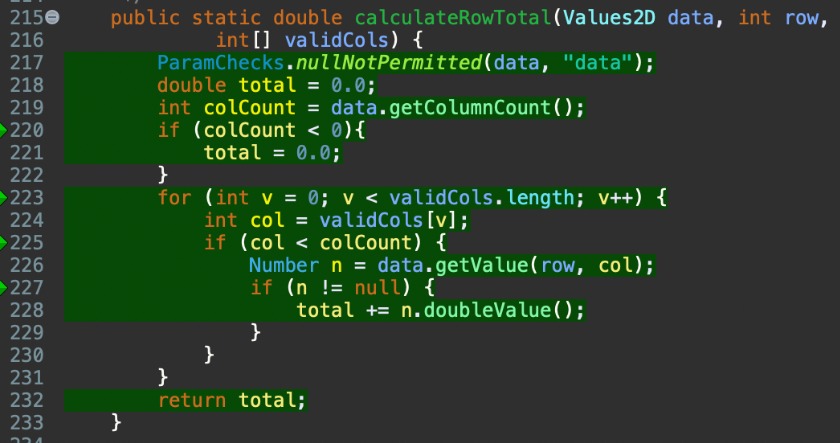 215 public static double calculateRowTotal(Values2D data, int row,
216 int[] validCols) {
217 ParamChecks.nullNotPermitted(data, "data");
218 double total = 0.0;
219 int colCount = data.getColumnCount();
220 if (colCount < 0){
221 total = 0.0;
222 }
223 for (int v = 0; v < validCols.length; v++) {
224 int col = validCols[v];
225 if (col < colCount) {
226 Number n = data.getValue(row, col);
227 if (n != null) {
228 total += n.doubleValue();
229 }
230 }
231 }
232 return total;
233 }